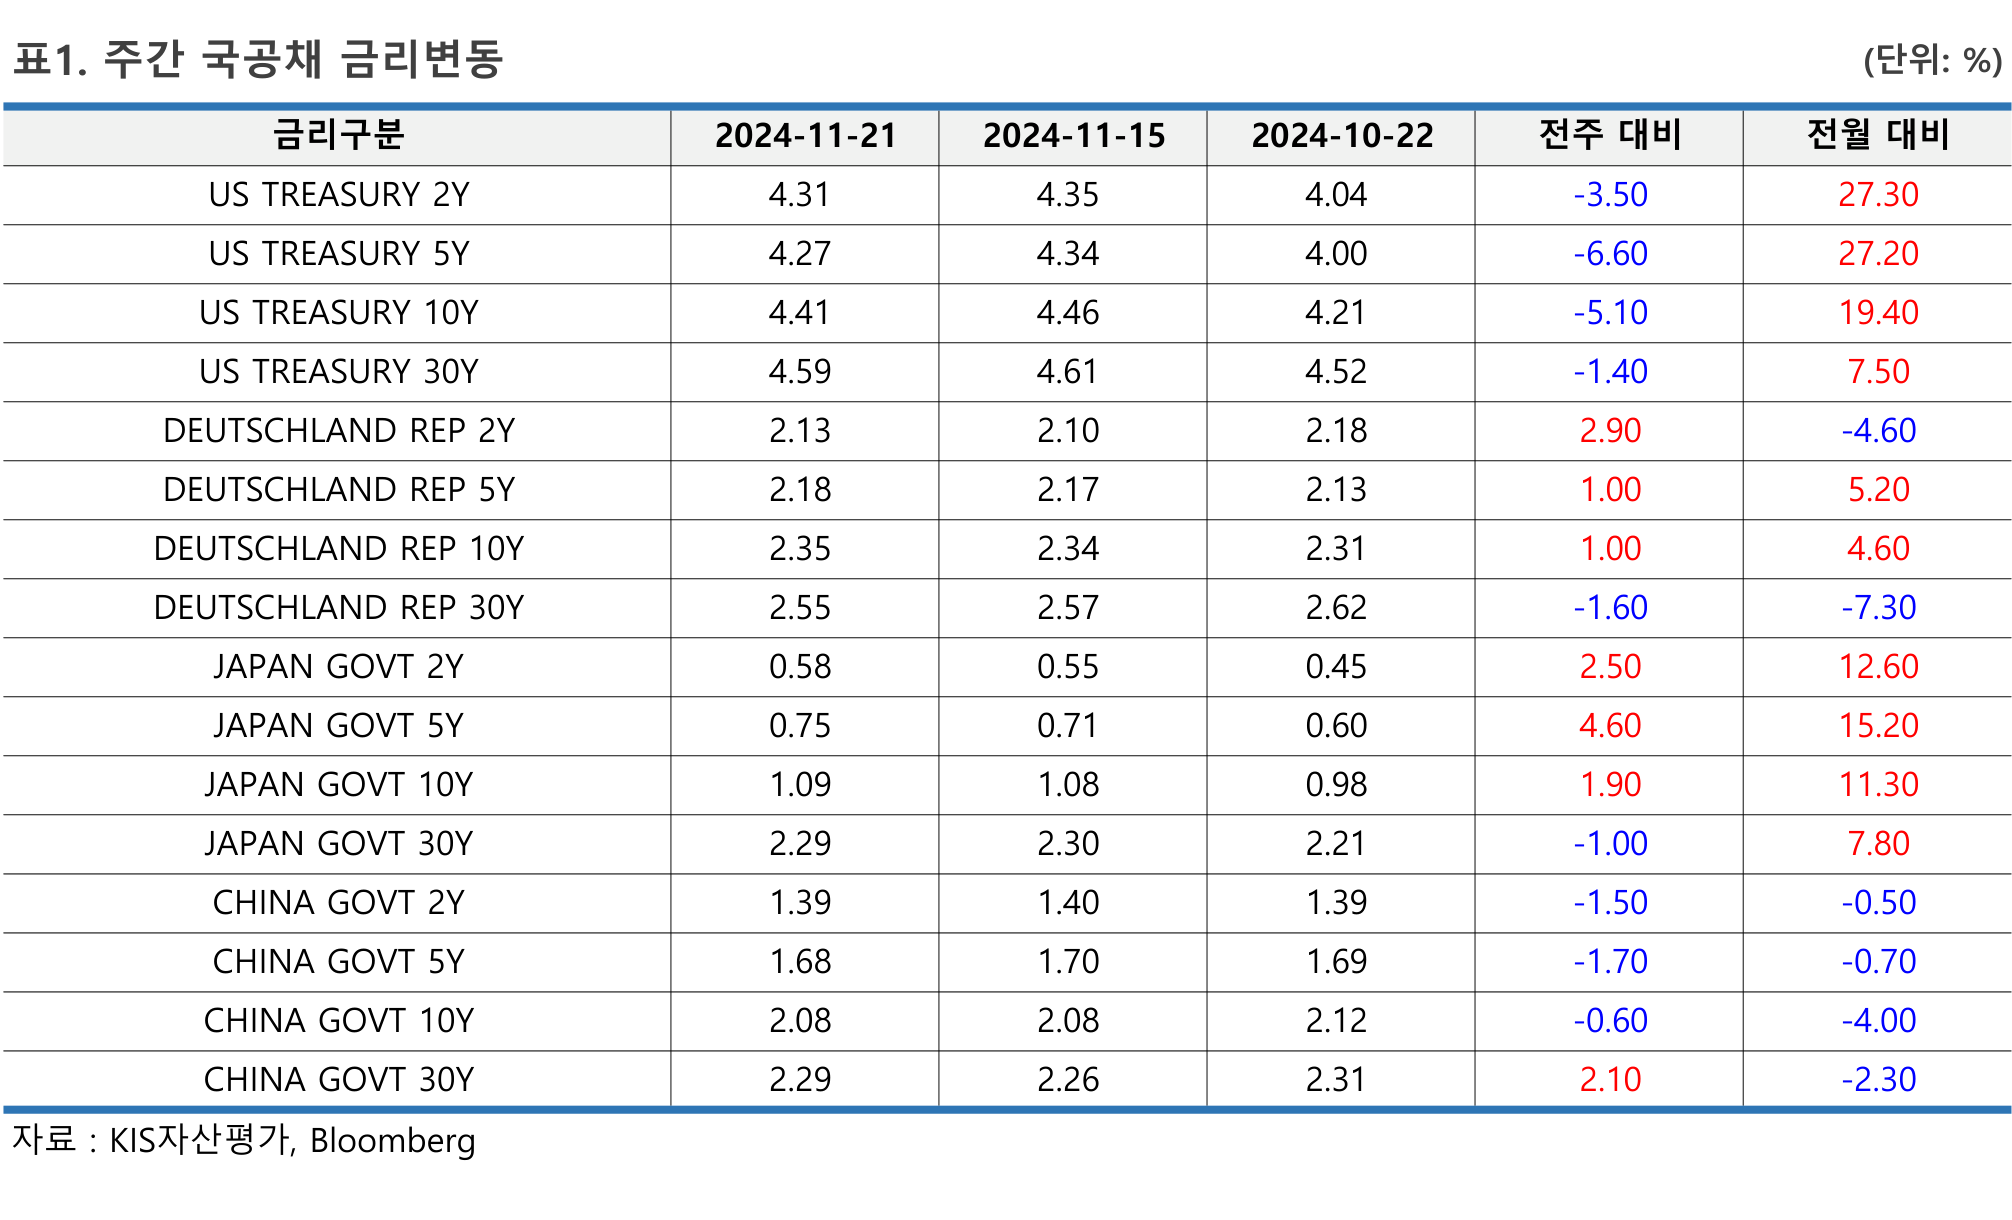 표1. 주간 국공채 금리변동 (단위: %)
금리구분 2024-11-21 2024-11-15 2024-10-22 전주 대비 전월 대비
US TREASURY 2Y 4.31 4.35 4.04 -3.50 27.30
US TREASURY 5Y 4.27 4.34 4.00 -6.60 27.20
US TREASURY 10Y 4.41 4.46 4.21 -5.10 19.40
US TREASURY 30Y 4.59 4.61 4.52 -1.40 7.50
DEUTSCHLAND REP 2Y 2.13 2.10 2.18 2.90 -4.60
DEUTSCHLAND REP 5Y 2.18 2.17 2.13 1.00 5.20
DEUTSCHLAND REP 10Y 2.35 2.34 2.31 1.00 4.60
DEUTSCHLAND REP 30Y 2.55 2.57 2.62 -1.60 -7.30
JAPAN GOVT 2Y 0.58 0.55 0.45 2.50 12.60
JAPAN GOVT 5Y 0.75 0.71 0.60 4.60 15.20
JAPAN GOVT 10Y 1.09 1.08 0.98 1.90 11.30
JAPAN GOVT 30Y 2.29 2.30 2.21 -1.00 7.80
CHINA GOVT 2Y 1.39 1.40 1.39 -1.50 -0.50
CHINA GOVT 5Y 1.68 1.70 1.69 -1.70 -0.70
CHINA GOVT 10Y 2.08 2.08 2.12 -0.60 -4.00
CHINA GOVT 30Y 2.29 2.26 2.31 2.10 -2.30
자료 : KIS자산평가, Bloomberg